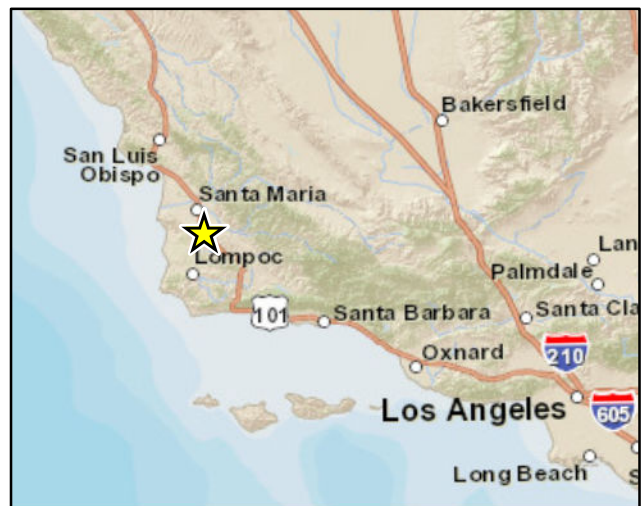 Bakersfield
San Luis
Obispo
Santa Maria
Lompoc
Lan
Palmdale
101
Santa Barbara
Santa Cla
Oxnard
210
Los Angeles
605
Long Beach
S